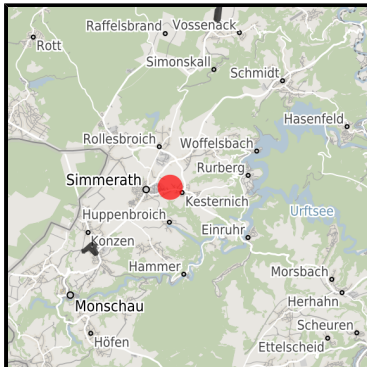 Raffelsbrand
Vossenack
Rott
Simonskall
Schmidt
Hasenfeld
Rollesbroich
Woffelsbach
Rurberg
Simmerath
Kesternich
Huppenbroich
Urftsee
Einruhr
Konzen
Hammer
Morsbach
Monschau
Herhahn
Scheuren
Höfen
Ettelscheid